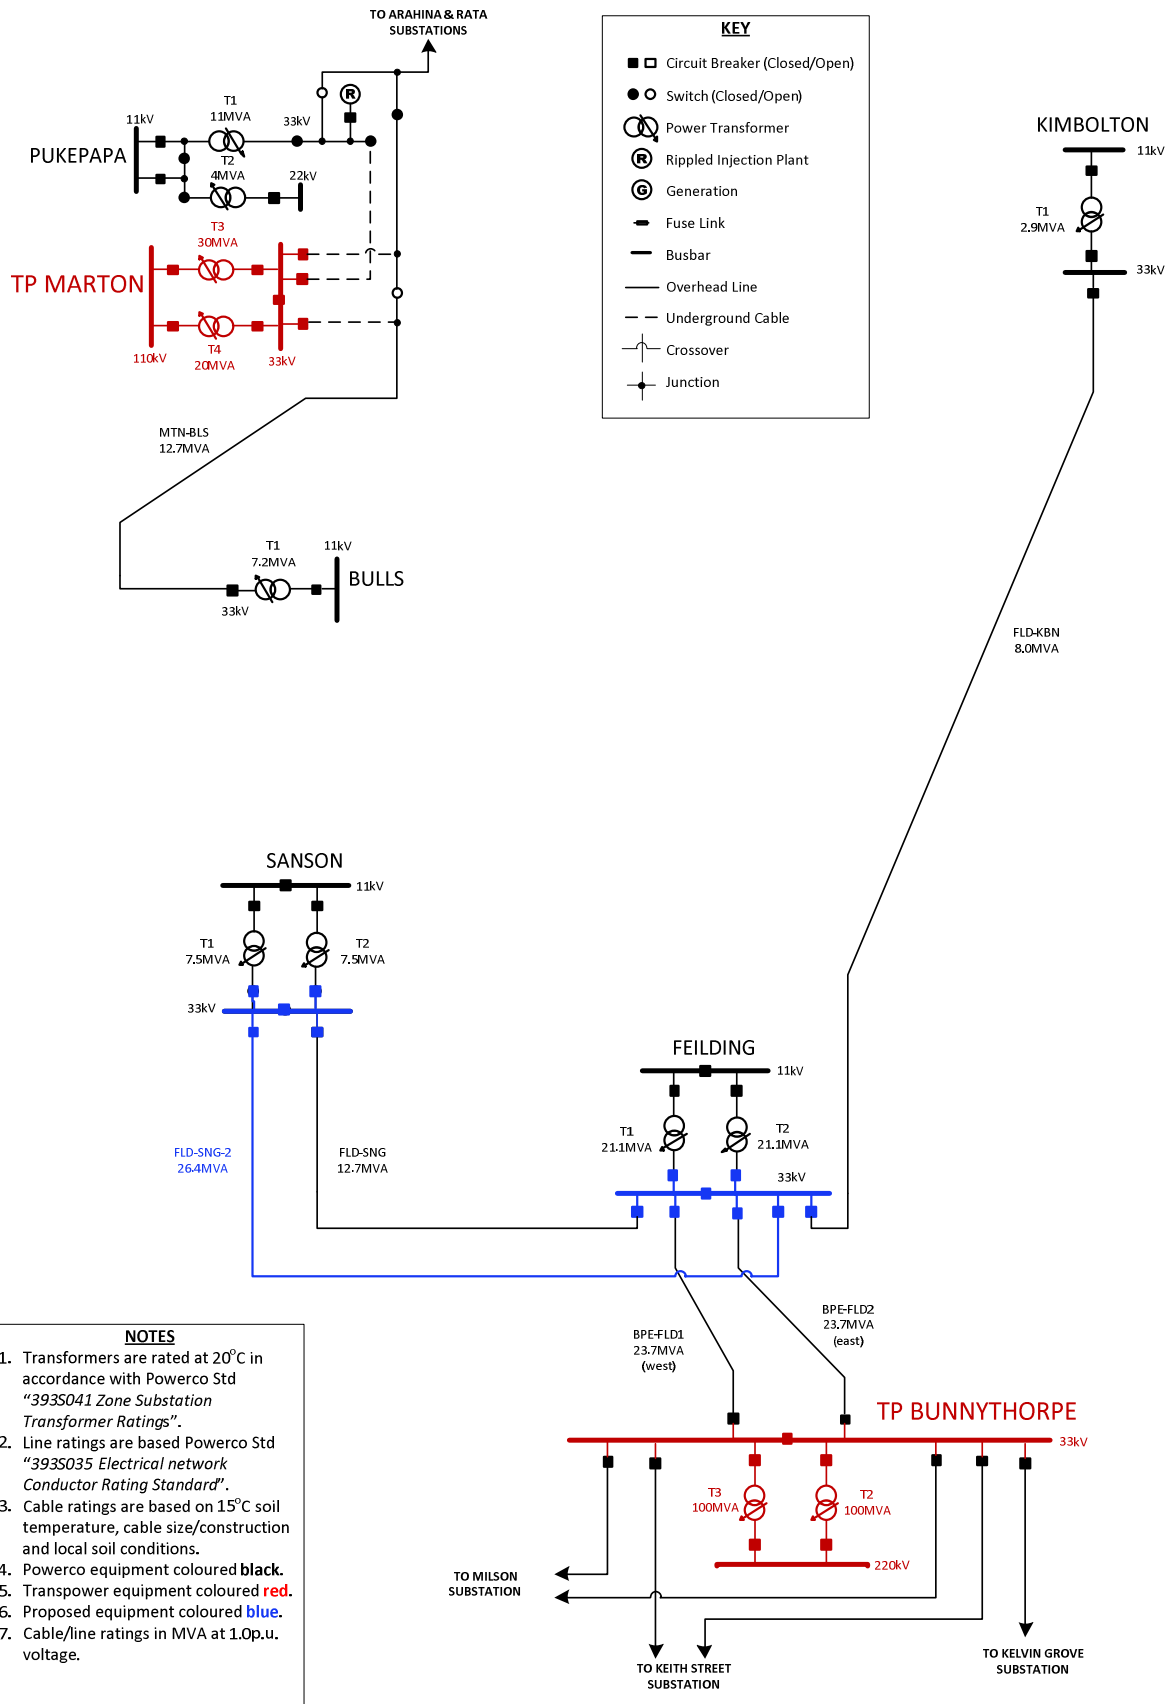 TO ARAHINA & RATA
SUBSTATIONS
KEY
Circuit Breaker (Closed/Open)
Switch (Closed/Open)
Power Transformer
R
Rippled Injection Plant
G
Generation
Fuse Link
Busbar
Overhead Line
Underground Cable
Crossover
Junction
R
T1
11MVA
11kV
33kV
PUKEPAPA
T2
4MVA
22kV
T3
30MVA
TP MARTON
T4
20MVA
110kV
33kV
MTN-BLS
12.7MVA
T1
7.2MVA
11kV
BULLS
33kV
KIMBOLTON
11kV
T1
2.9MVA
33kV
FLD-KBN
8.0MVA
SANSON
11kV
T1
7.5MVA
T2
7.5MVA
33kV
FLD-SNG-2
26.4MVA
FLD-SNG
12.7MVA
FEILDING
11kV
T1
21.1MVA
T2
21.1MVA
33kV
BPE-FLD1
23.7MVA
(west)
BPE-FLD2
23.7MVA
(east)
TP BUNNYTHORPE
33kV
T3
100MVA
T2
100MVA
220kV
TO MILSON
SUBSTATION
TO KEITH STREET
SUBSTATION
TO KELVIN GROVE
SUBSTATION
NOTES
1. Transformers are rated at 20°C in
accordance with Powerco Std
"393S041 Zone Substation
Transformer Ratings".
2. Line ratings are based Powerco Std
"393S035 Electrical network
Conductor Rating Standard".
3. Cable ratings are based on 15°C soil
temperature, cable size/construction
and local soil conditions.
4. Powerco equipment coloured black.
5. Transpower equipment coloured red.
6. Proposed equipment coloured blue.
7. Cable/line ratings in MVA at 1.0p.u.
voltage.